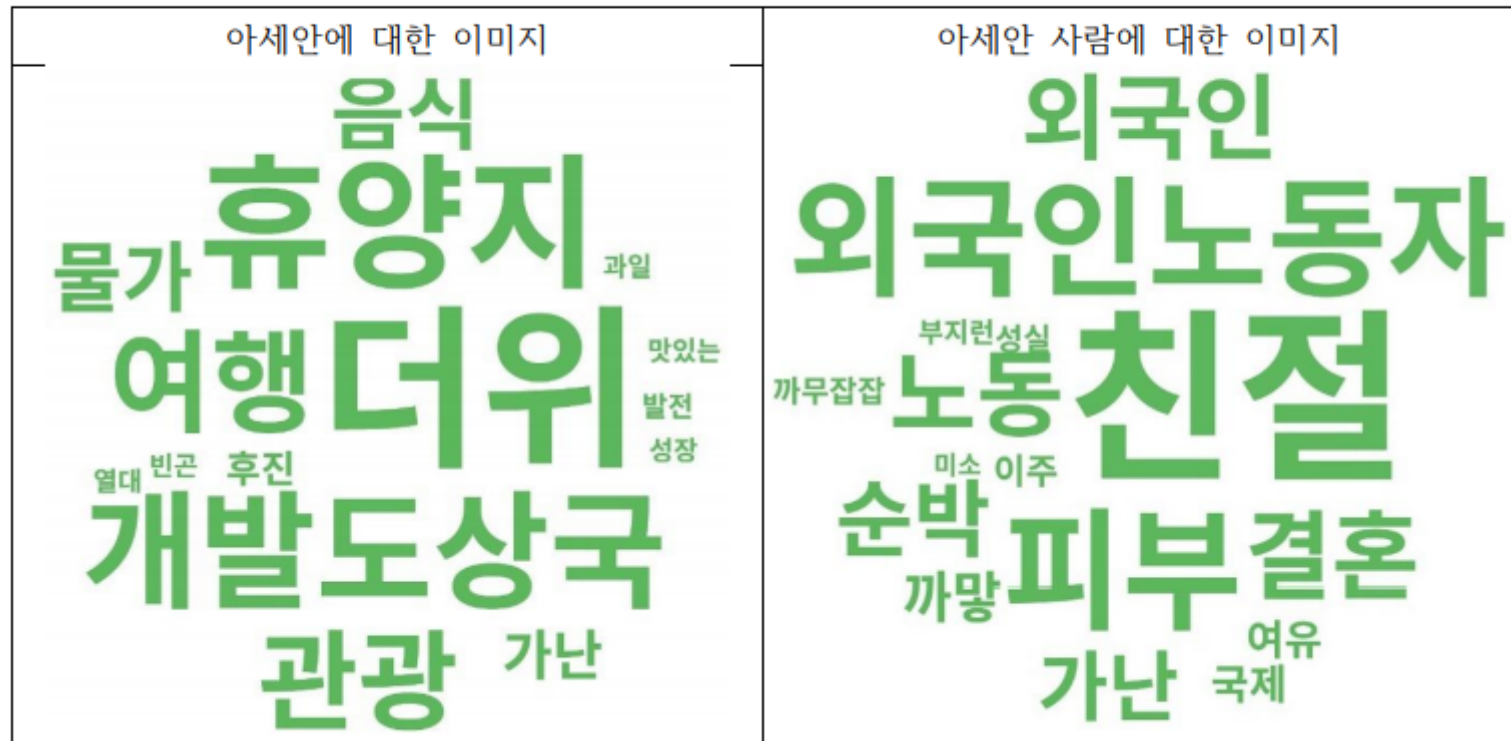 아세안에 대한 이미지
음식
휴양지
물가
과일
여행
더위
맛있는
발전
성장
열대
빈곤
후진
개발도상국
관광
가난
아세안 사람에 대한 이미지
외국인
외국인노동자
부지런
성실
까무잡잡
노동
친절
미소
이주
순박
까맣
피부
결혼
여유
가난
국제